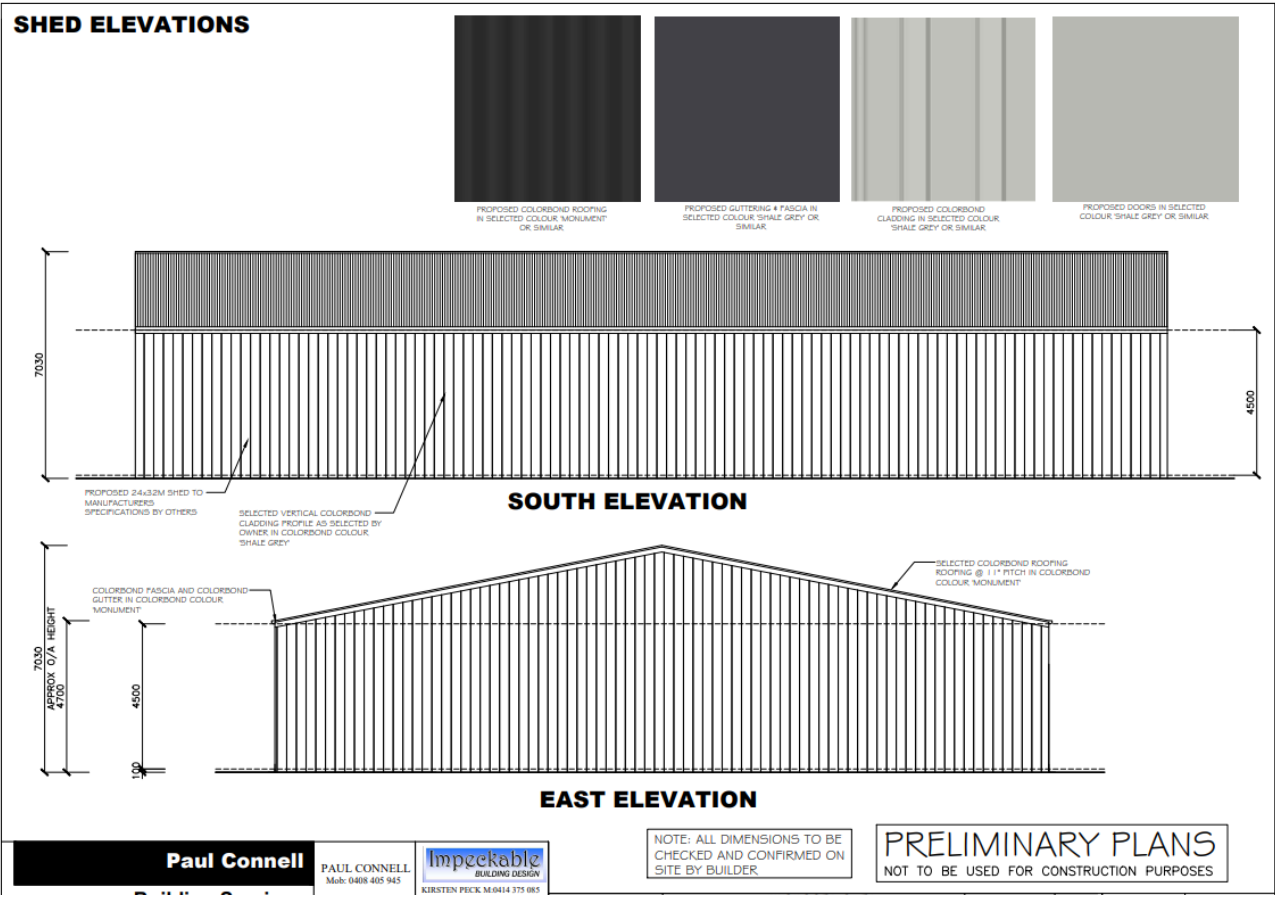 SHED ELEVATIONS
PROPOSED COLORBOND ROOFING
IN SELECTED COLOUR 'MONUMENT'
OR SIMILAR
PROPOSED GUTTERING & FASCIA IN
SELECTED COLOUR 'SHALE GREY' OR
SIMILAR
PROPOSED COLORBOND
CLADDING IN SELECTED COLOUR
'SHALE GREY' OR SIMILAR
PROPOSED DOORS IN SELECTED
COLOUR 'SHALE GREY' OR SIMILAR
7030
4500
PROPOSED 24x32M SHED TO
MANUFACTURERS
SPECIFICATIONS BY OTHERS
SELECTED VERTICAL COLORBOND
CLADDING PROFILE AS SELECTED BY
OWNER IN COLORBOND COLOUR
'SHALE GREY'
SOUTH ELEVATION
COLORBOND FASCIA AND COLORBOND
GUTTER IN COLORBOND COLOUR
'MONUMENT'
SELECTED COLORBOND ROOFING
ROOFING @ 11° PITCH IN COLORBOND
COLOUR 'MONUMENT'
7030
APPROX O/A HEIGHT
4700
4500
100
EAST ELEVATION
Paul Connell
PAUL CONNELL
Mob: 0408 405 945
Impeckable
BUILDING DESIGN
KIRSTEN PECK M:0414 375 085
NOTE: ALL DIMENSIONS TO BE
CHECKED AND CONFIRMED ON
SITE BY BUILDER
PRELIMINARY PLANS
NOT TO BE USED FOR CONSTRUCTION PURPOSES